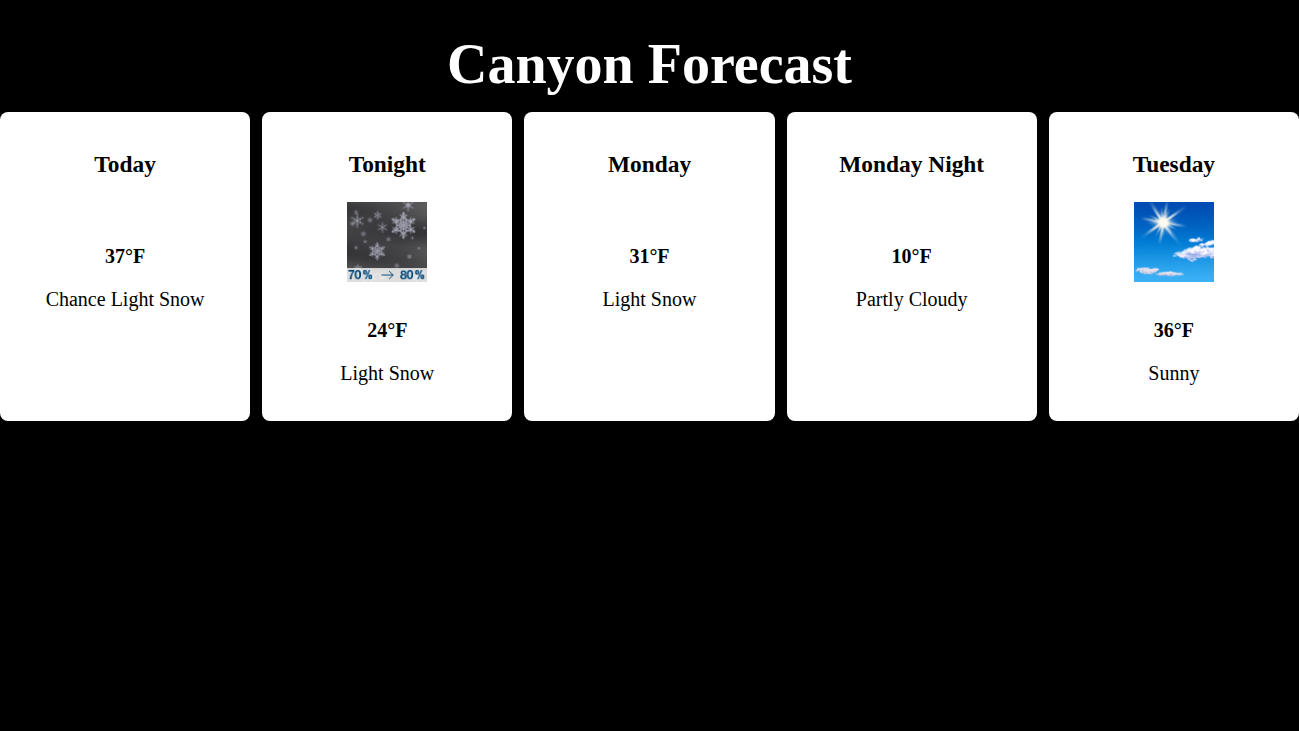 Canyon Forecast
Today
37°F
Chance Light Snow
Tonight
70% → 80%
24°F
Light Snow
Monday
31°F
Light Snow
Monday Night
10°F
Partly Cloudy
Tuesday
36°F
Sunny